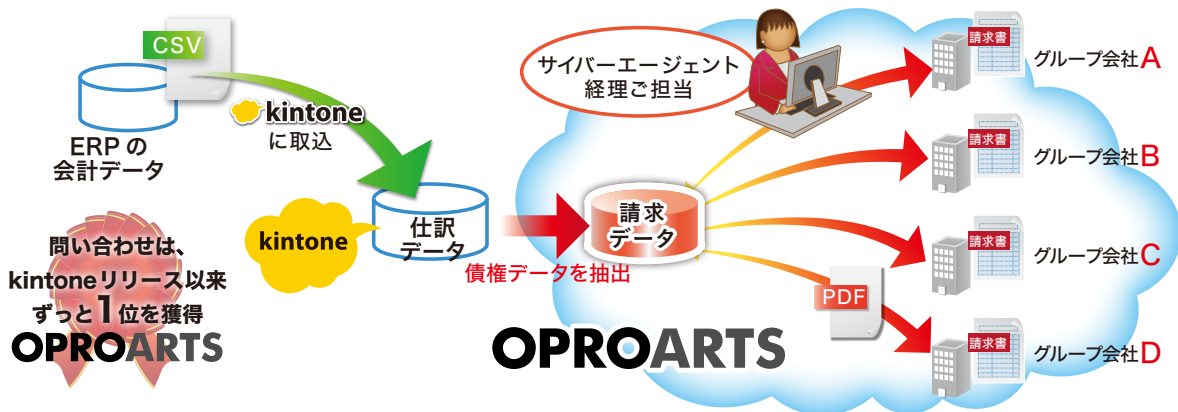 CSV
kintone
に取込
ERP の
会計データ
kintone
仕訳
データ
債権データを抽出
請求
データ
サイバーエージェント
経理ご担当
請求書
グループ会社A
請求書
グループ会社B
請求書
グループ会社C
PDF
請求書
グループ会社D
OPROARTS
問い合わせは、
kintoneリリース以来
ずっと1位を獲得
OPROARTS